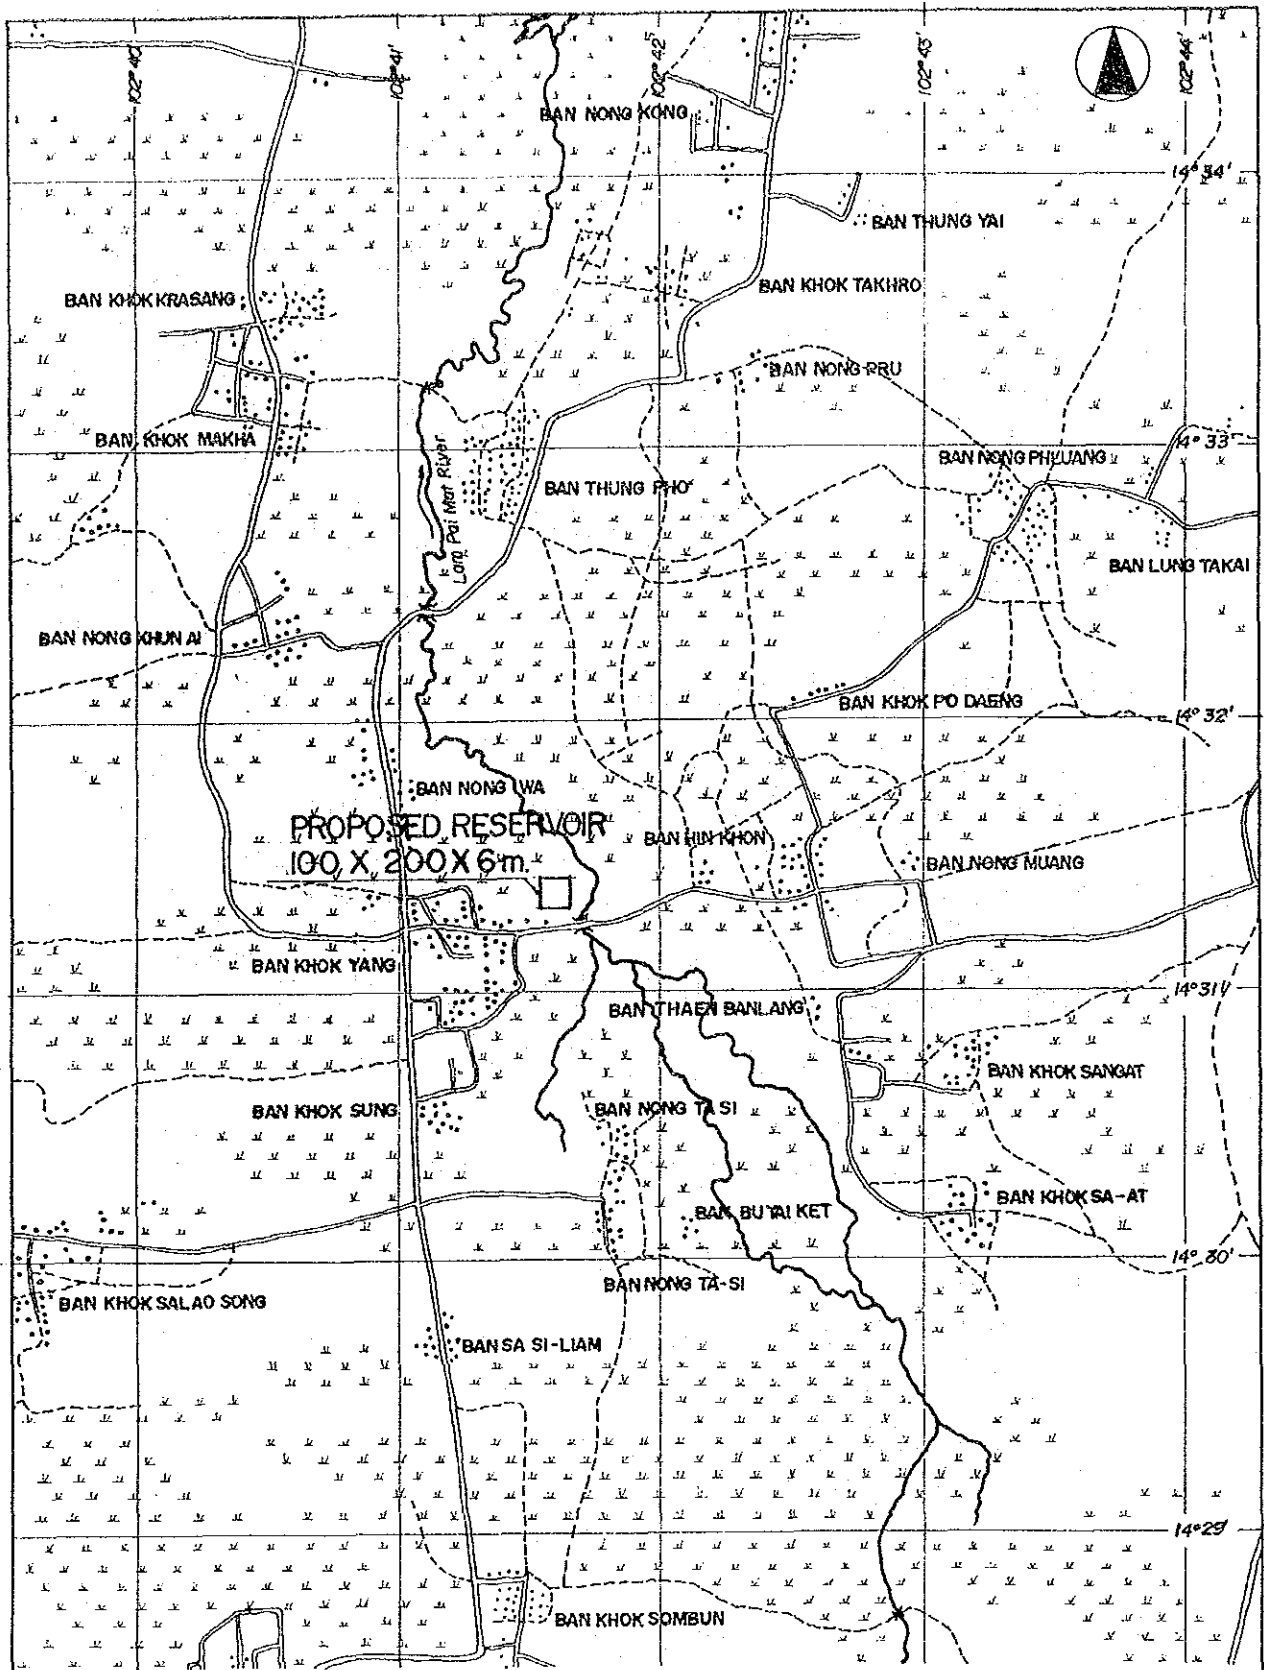 102° 40'
102° 41'
102° 42'
102° 43'
102° 44'
BAN NONG KONG
14° 34'
BAN THUNG YAI
BAN KHOK TAKHRO
BAN KHOK KRASANG
BAN NONG PRU
BAN KHOK MAKHA
14° 33'
BAN NONG PHLUANG
Lam Pai Mat River
BAN THUNG PHO
BAN LUNG TAKAI
BAN NONG KHUN AI
BAN KHOK PO DAENG
14° 32'
BAN NONG WA
PROPOSED RESERVOIR
100 X 200 X 6 m.
BAN HIN KHON
BAN NONG MUANG
BAN KHOK YANG
14° 31'
BAN THAEN BANLANG
BAN KHOK SANGAT
BAN KHOK SUNG
BAN NONG TA SI
BAN KHOK SA-AT
BAN BU YAI KET
14° 30'
BAN NONG TA-SI
BAN KHOK SALAO SONG
BAN SA SI-LIAM
14° 29'
BAN KHOK SOMBUN